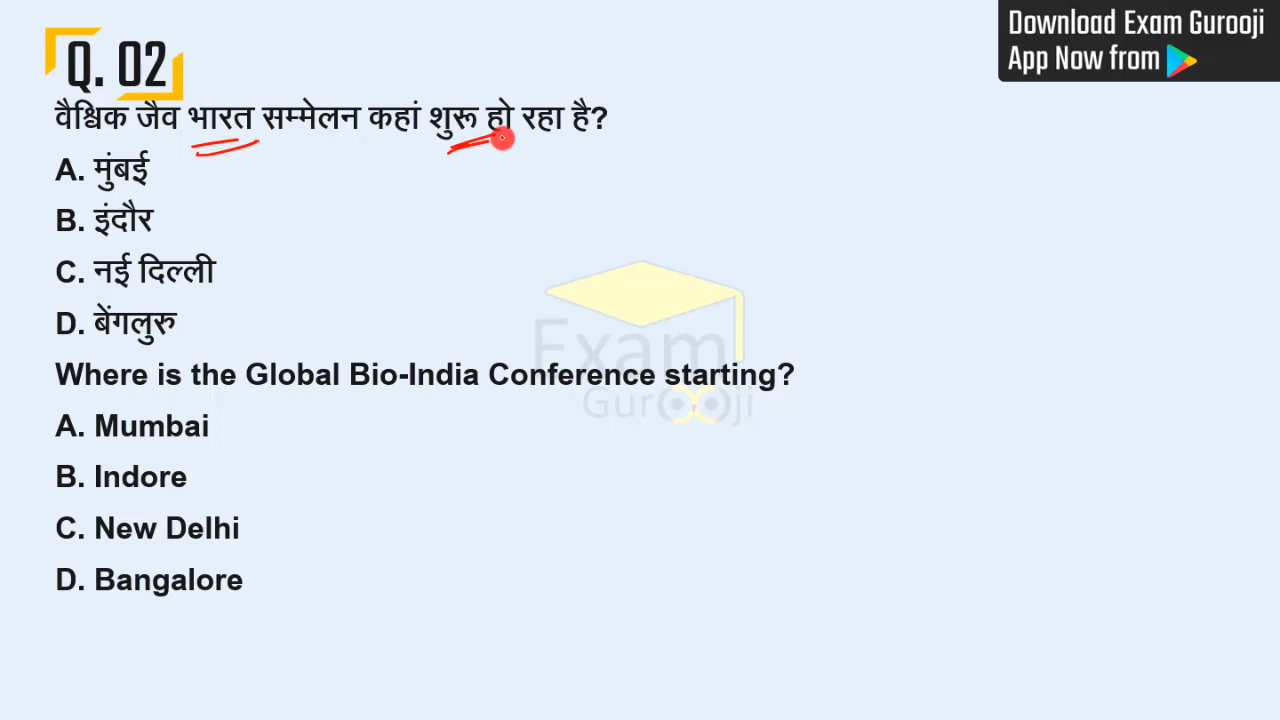 Download Exam Gurooji
App Now from
Q. 02
वैश्विक जैव भारत सम्मेलन कहां शुरू हो रहा है?
A. मुंबई
B. इंदौर
C. नई दिल्ली
D. बेंगलुरु
Exam
Gurooji
Where is the Global Bio-India Conference starting?
A. Mumbai
B. Indore
C. New Delhi
D. Bangalore